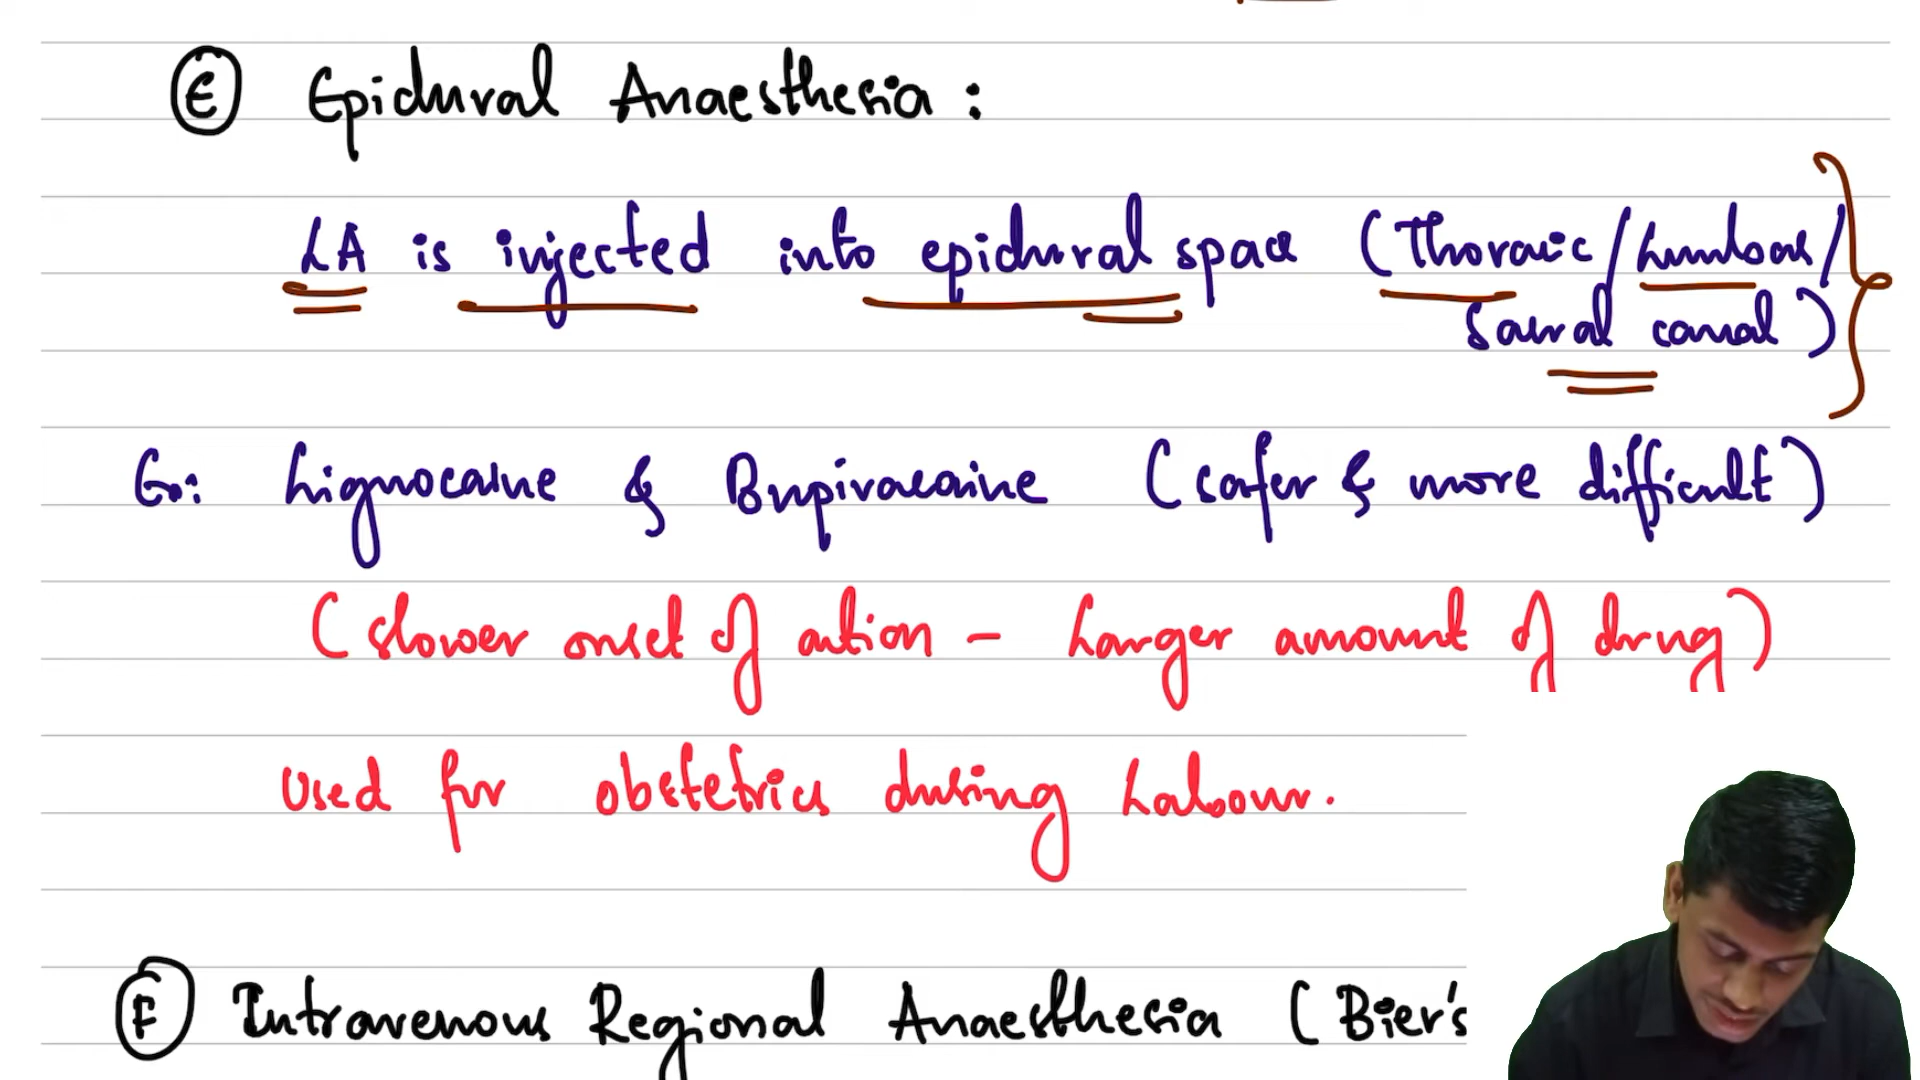 E Epidural Anaesthesia :
LA is injected into epidural space (Thoracic/Lumbar/
Sacral canal)
Ex: Lignocaine & Bupivacaine (safer & more difficult)
(slower onset of action - Larger amount of drug)
Used for obstetrics during Labour.
F Intravenous Regional Anaesthesia (Bier's